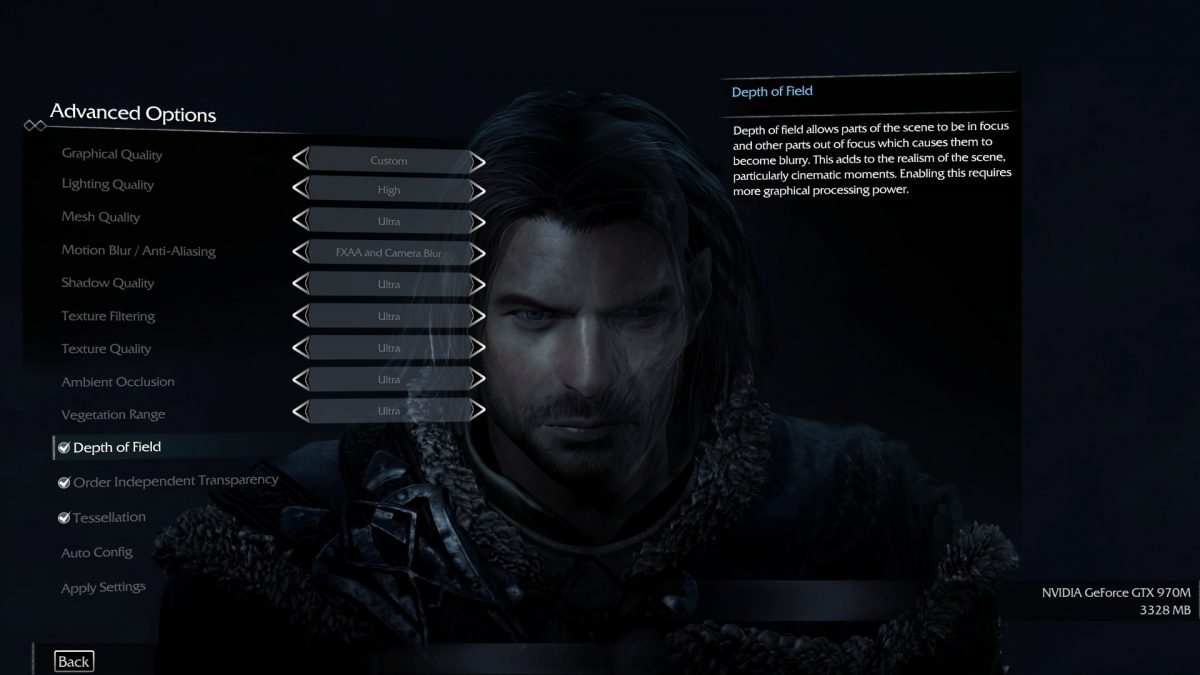 Advanced Options
Graphical Quality
Custom
Lighting Quality
High
Mesh Quality
Ultra
Motion Blur / Anti-Aliasing
FXAA and Camera Blur
Shadow Quality
Ultra
Texture Filtering
Ultra
Texture Quality
Ultra
Ambient Occlusion
Ultra
Vegetation Range
Ultra
Depth of Field
Order Independent Transparency
Tessellation
Auto Config
Apply Settings
Back
Depth of Field
Depth of field allows parts of the scene to be in focus
and other parts out of focus which causes them to
become blurry. This adds to the realism of the scene,
particularly cinematic moments. Enabling this requires
more graphical processing power.
NVIDIA GeForce GTX 970M
3328 MB